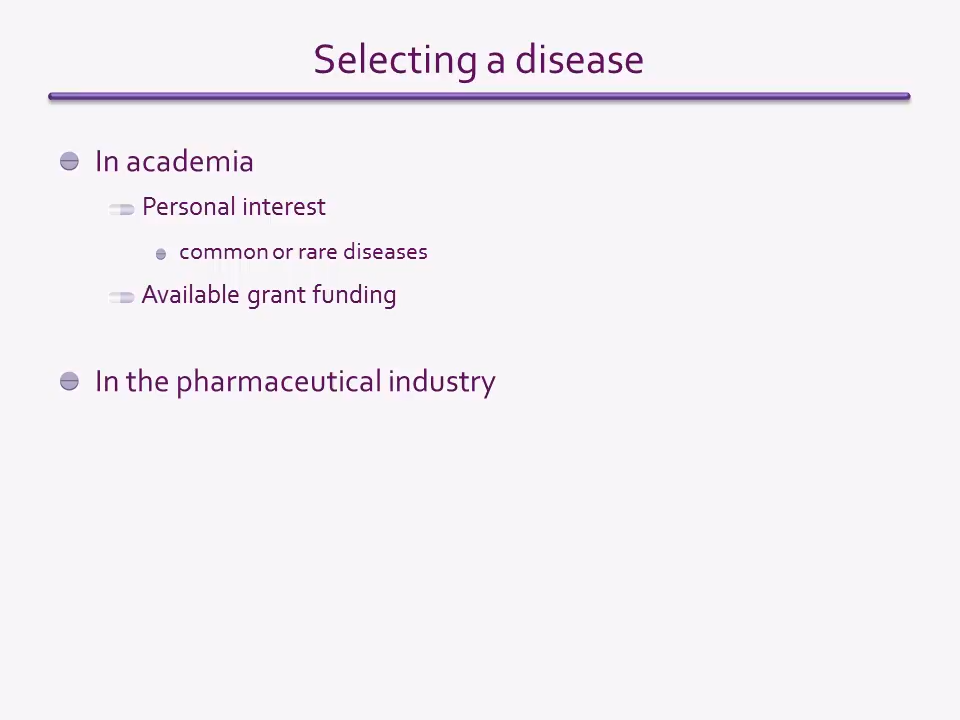 Selecting a disease
In academia
Personal interest
common or rare diseases
Available grant funding
In the pharmaceutical industry